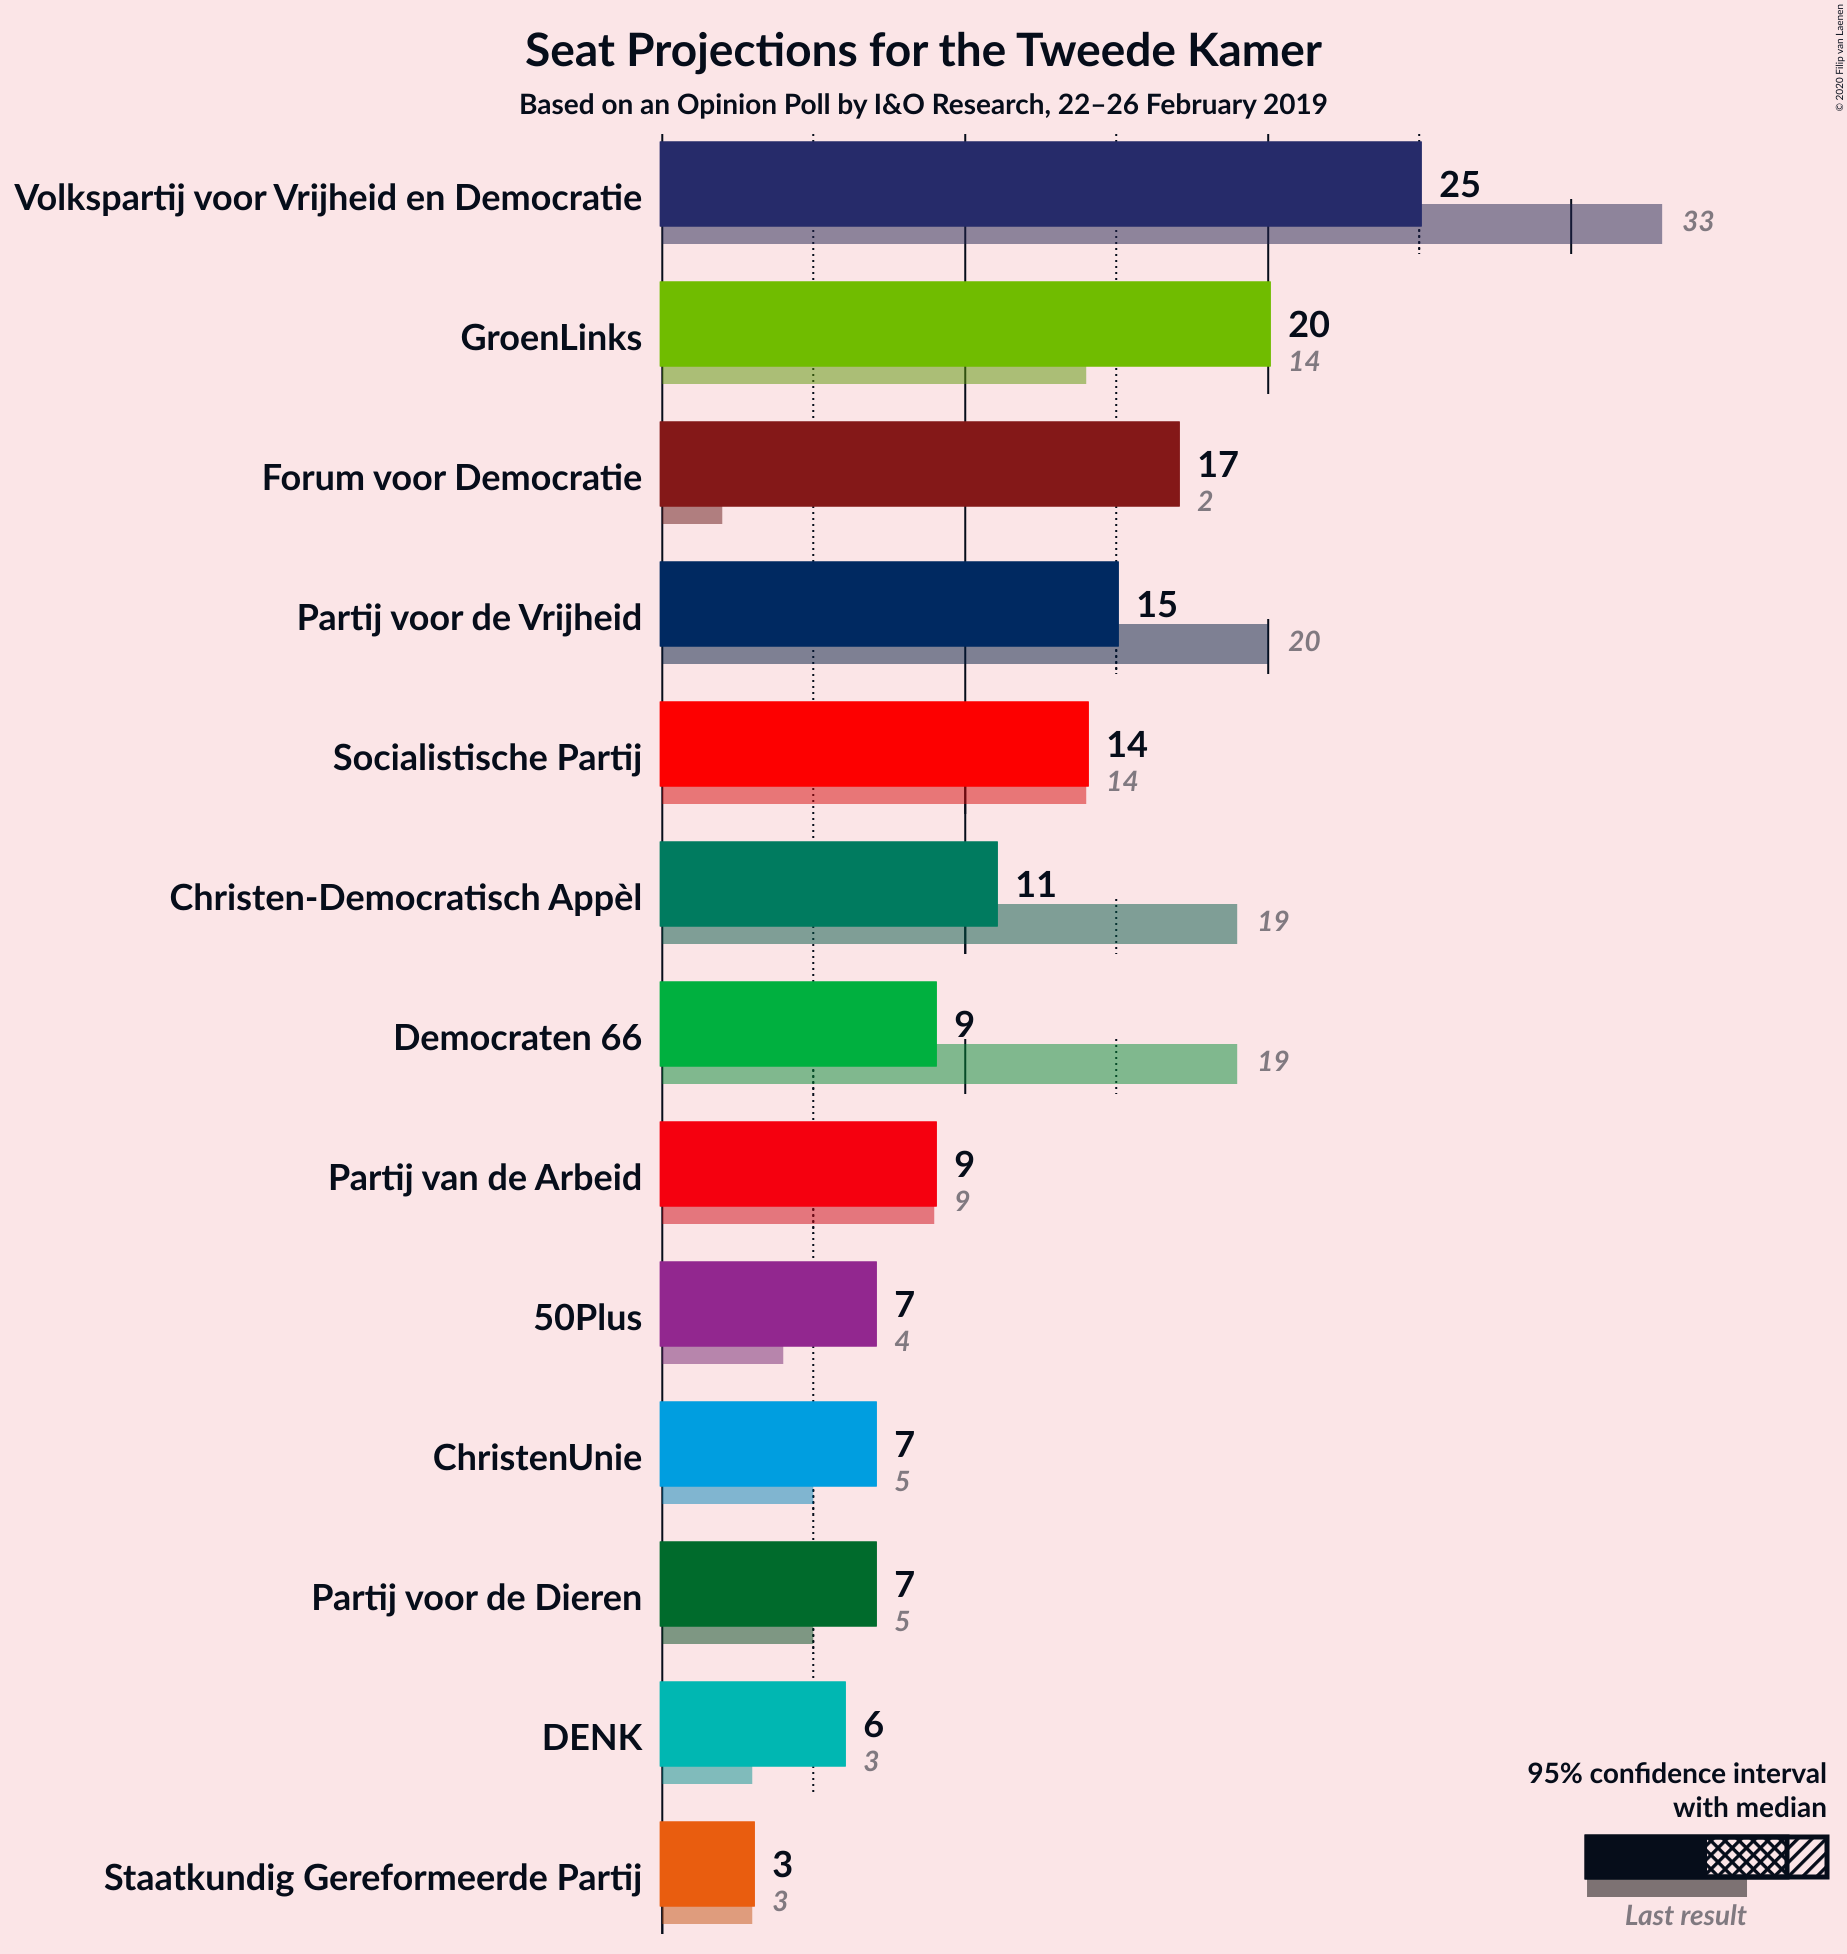 Seat Projections for the Tweede Kamer
Based on an Opinion Poll by I&O Research, 22–26 February 2019
© 2020 Filip van Laenen
Volkspartij voor Vrijheid en Democratie
25
33
GroenLinks
20
14
Forum voor Democratie
17
2
Partij voor de Vrijheid
15
20
Socialistische Partij
14
14
Christen-Democratisch Appèl
11
19
Democraten 66
9
19
Partij van de Arbeid
9
9
50Plus
7
4
ChristenUnie
7
5
Partij voor de Dieren
7
5
DENK
6
3
Staatkundig Gereformeerde Partij
3
3
95% confidence interval
with median
Last result